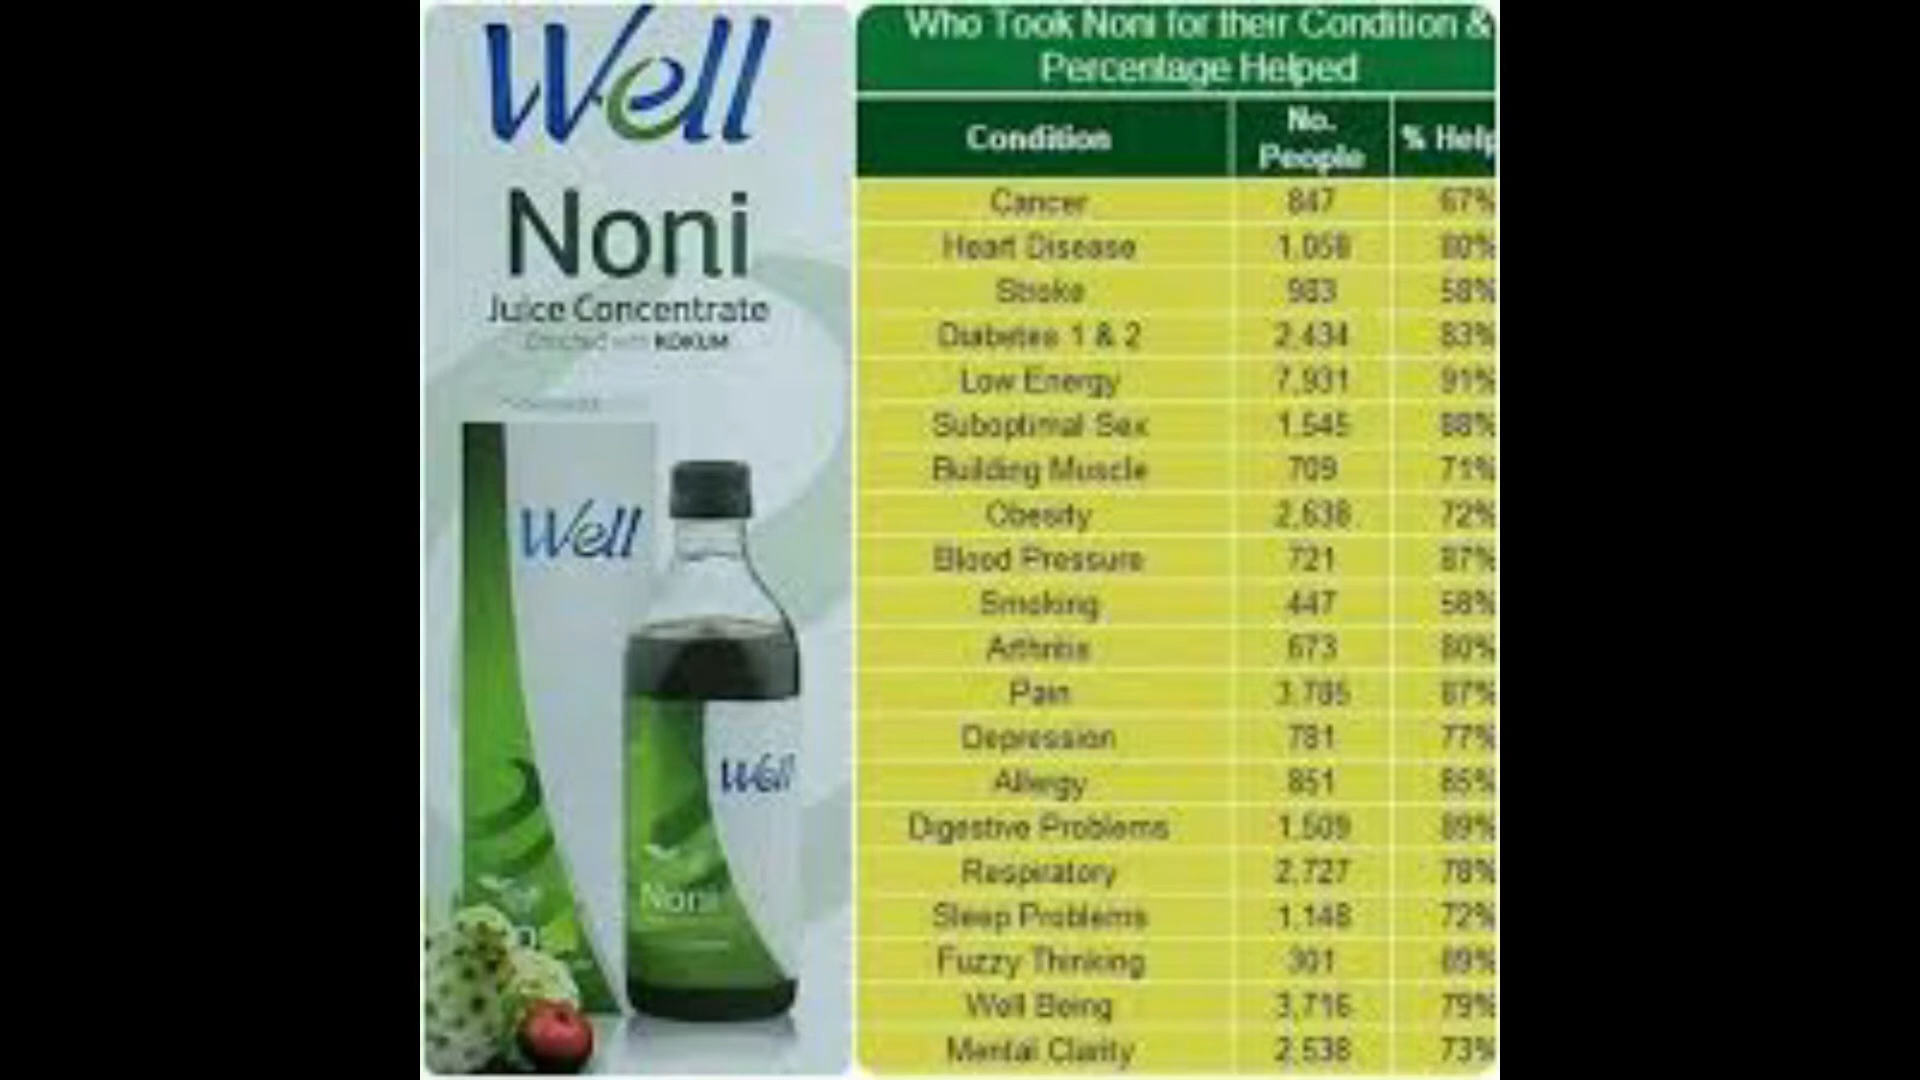 Well
Noni
Juice Concentrate
Enriched with KOKUM
Well
Well
Noni
Who Took Noni for their Condition &
Percentage Helped
Condition No. People % Help
Cancer 847 67%
Heart Disease 1,058 80%
Stroke 983 58%
Diabetes 1 & 2 2,434 83%
Low Energy 7,931 91%
Suboptimal Sex 1,545 88%
Building Muscle 709 71%
Obesity 2,638 72%
Blood Pressure 721 87%
Smoking 447 58%
Arthritis 673 80%
Pain 3,785 87%
Depression 781 77%
Allergy 851 85%
Digestive Problems 1,509 89%
Respiratory 2,727 78%
Sleep Problems 1,148 72%
Fuzzy Thinking 301 89%
Well Being 3,716 79%
Mental Clarity 2,538 73%